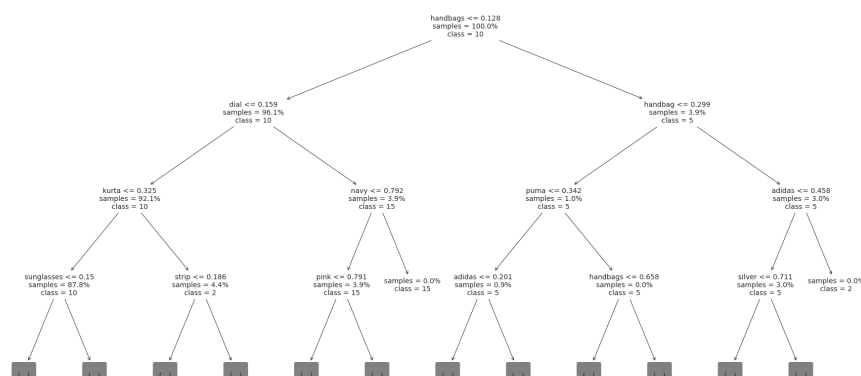 handbags <= 0.128
samples = 100.0%
class = 10
dial <= 0.159
samples = 96.1%
class = 10
handbag <= 0.299
samples = 3.9%
class = 5
kurta <= 0.325
samples = 92.1%
class = 10
navy <= 0.792
samples = 3.9%
class = 15
puma <= 0.342
samples = 1.0%
class = 5
adidas <= 0.458
samples = 3.0%
class = 5
sunglasses <= 0.15
samples = 87.8%
class = 10
strip <= 0.186
samples = 4.4%
class = 2
pink <= 0.791
samples = 3.9%
class = 15
samples = 0.0%
class = 15
adidas <= 0.201
samples = 0.9%
class = 5
handbags <= 0.658
samples = 0.0%
class = 5
silver <= 0.711
samples = 3.0%
class = 5
samples = 0.0%
class = 2